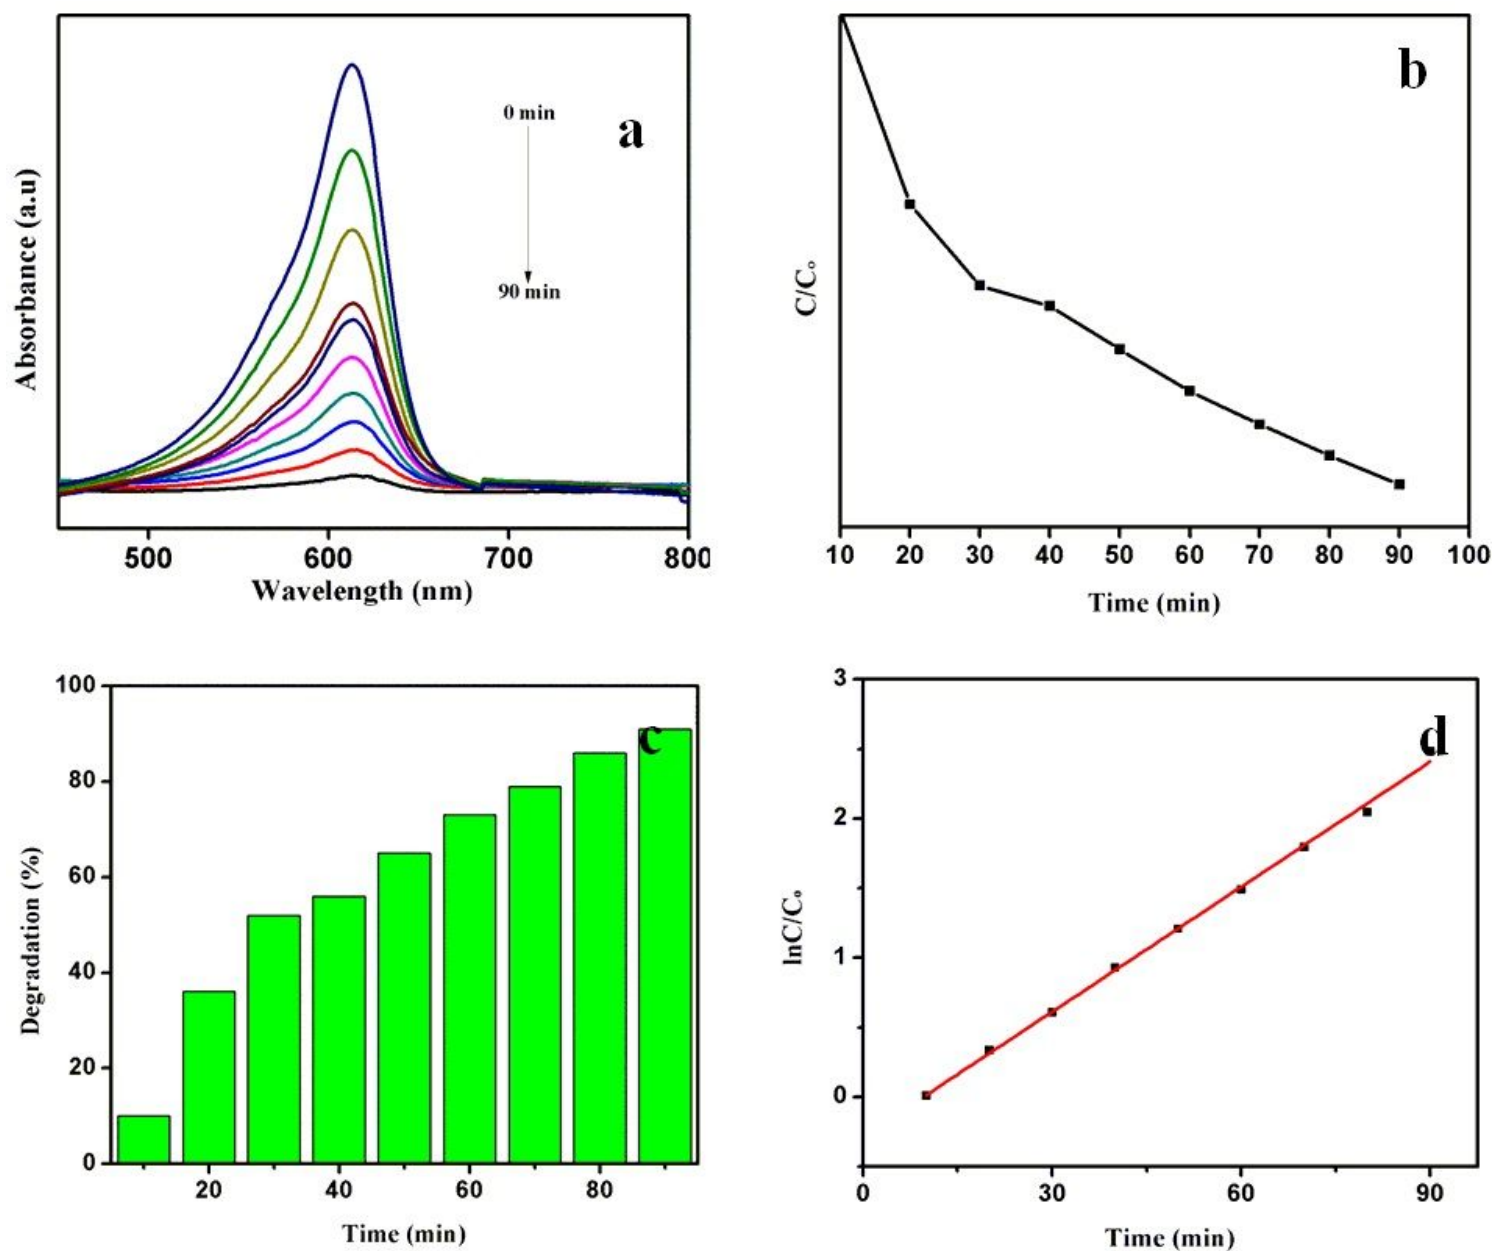 a
0 min
90 min
Absorbance (a.u)
500 600 700 800
Wavelength (nm)
b
C/C₀
10 20 30 40 50 60 70 80 90 100
Time (min)
c
100
80
60
40
20
0
Degradation (%)
20 40 60 80
Time (min)
d
3
2
1
0
lnC/C₀
0 30 60 90
Time (min)